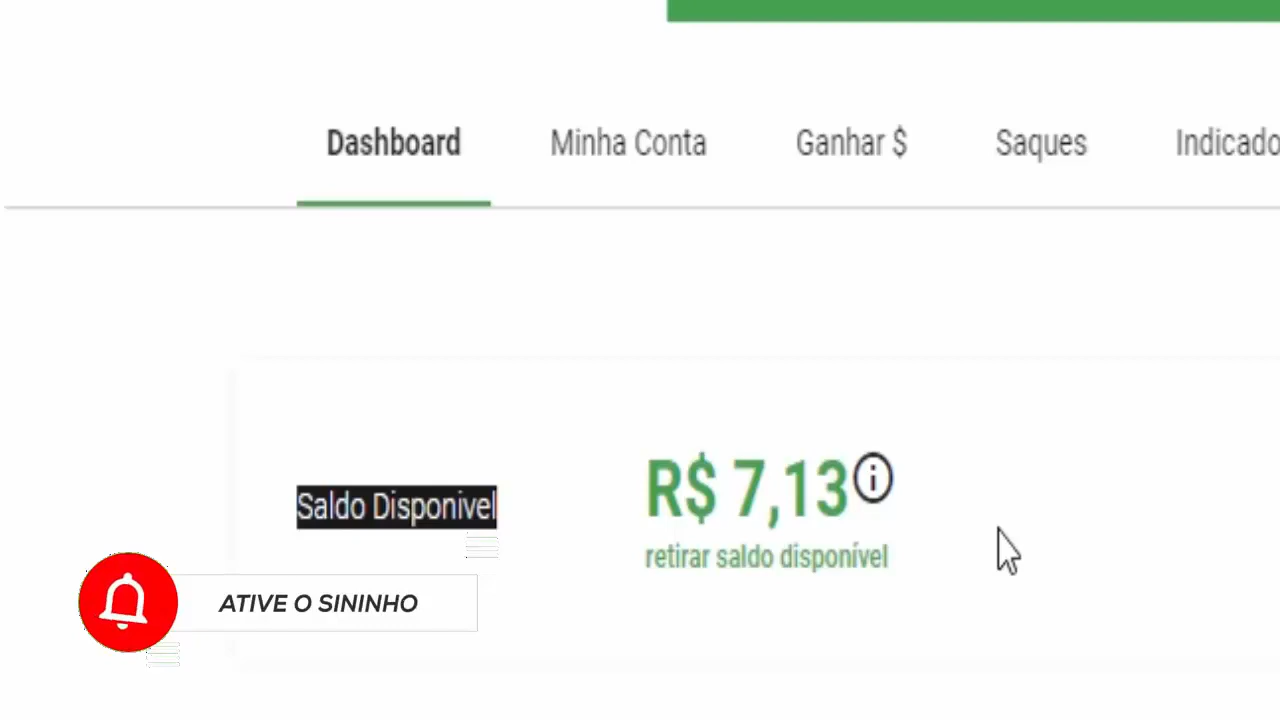 Dashboard Minha Conta Ganhar $ Saques Indicado
Saldo Disponivel
R$ 7,13
retirar saldo disponível
ATIVE O SININHO